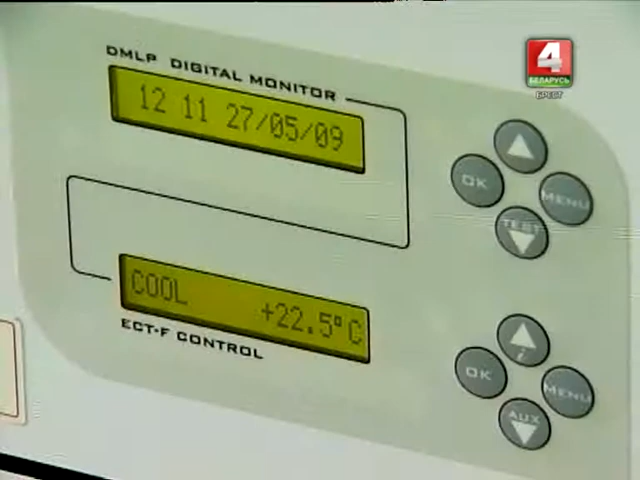 4
БЕЛАРУСЬ
БРЕСТ
DMLP DIGITAL MONITOR
12 11 27/05/09
OK
MENU
TEST
COOL +22.5°C
ECT-F CONTROL
i
OK
MENU
AUX